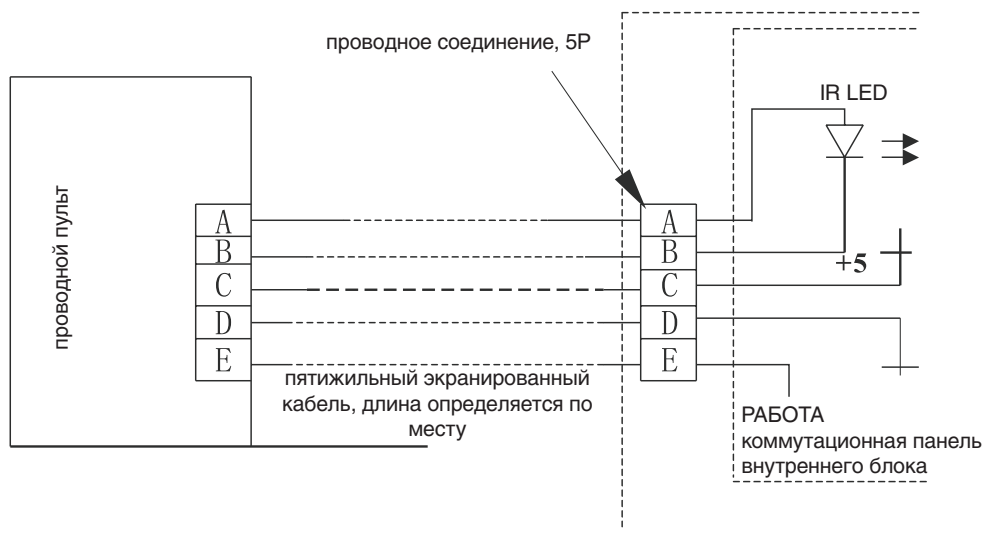 проводное соединение, 5P
IR LED
проводной пульт
A
B
C
D
E
A
B
C
D
E
+5
пятижильный экранированный
кабель, длина определяется по
месту
РАБОТА
коммутационная панель
внутреннего блока